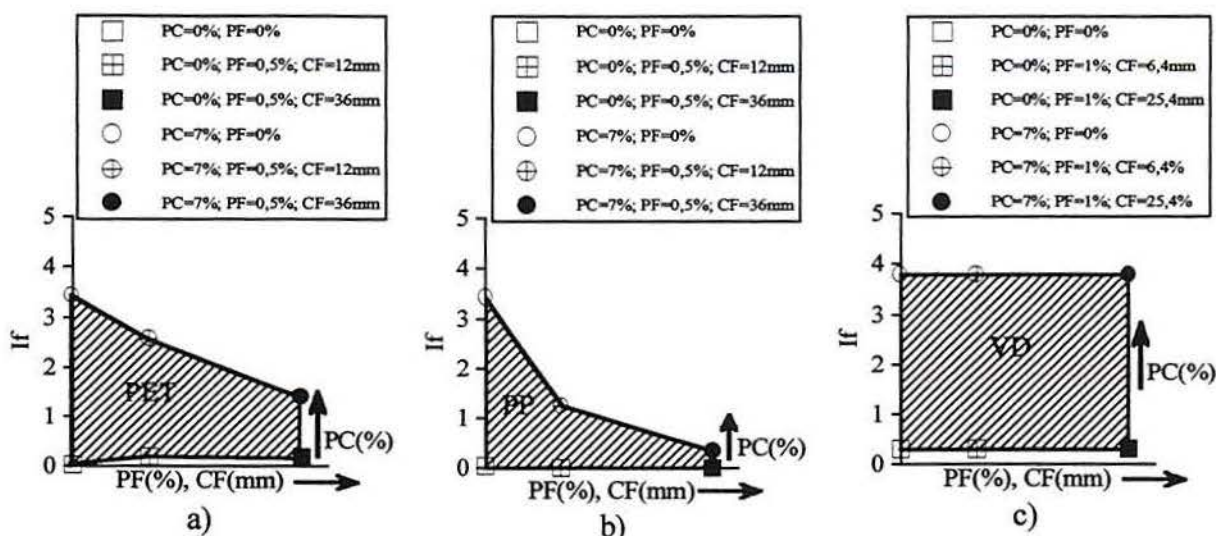 PC=0%; PF=0%
PC=0%; PF=0,5%; CF=12mm
PC=0%; PF=0,5%; CF=36mm
PC=7%; PF=0%
PC=7%; PF=0,5%; CF=12mm
PC=7%; PF=0,5%; CF=36mm
5
4
3
2
1
0
If
PET
PC(%)
PF(%), CF(mm)
a)
PC=0%; PF=0%
PC=0%; PF=0,5%; CF=12mm
PC=0%; PF=0,5%; CF=36mm
PC=7%; PF=0%
PC=7%; PF=0,5%; CF=12mm
PC=7%; PF=0,5%; CF=36mm
5
4
3
2
1
0
If
PP
PC(%)
PF(%), CF(mm)
b)
PC=0%; PF=0%
PC=0%; PF=1%; CF=6,4mm
PC=0%; PF=1%; CF=25,4mm
PC=7%; PF=0%
PC=7%; PF=1%; CF=6,4%
PC=7%; PF=1%; CF=25,4%
5
4
3
2
1
0
If
VD
PC(%)
PF(%), CF(mm)
c)